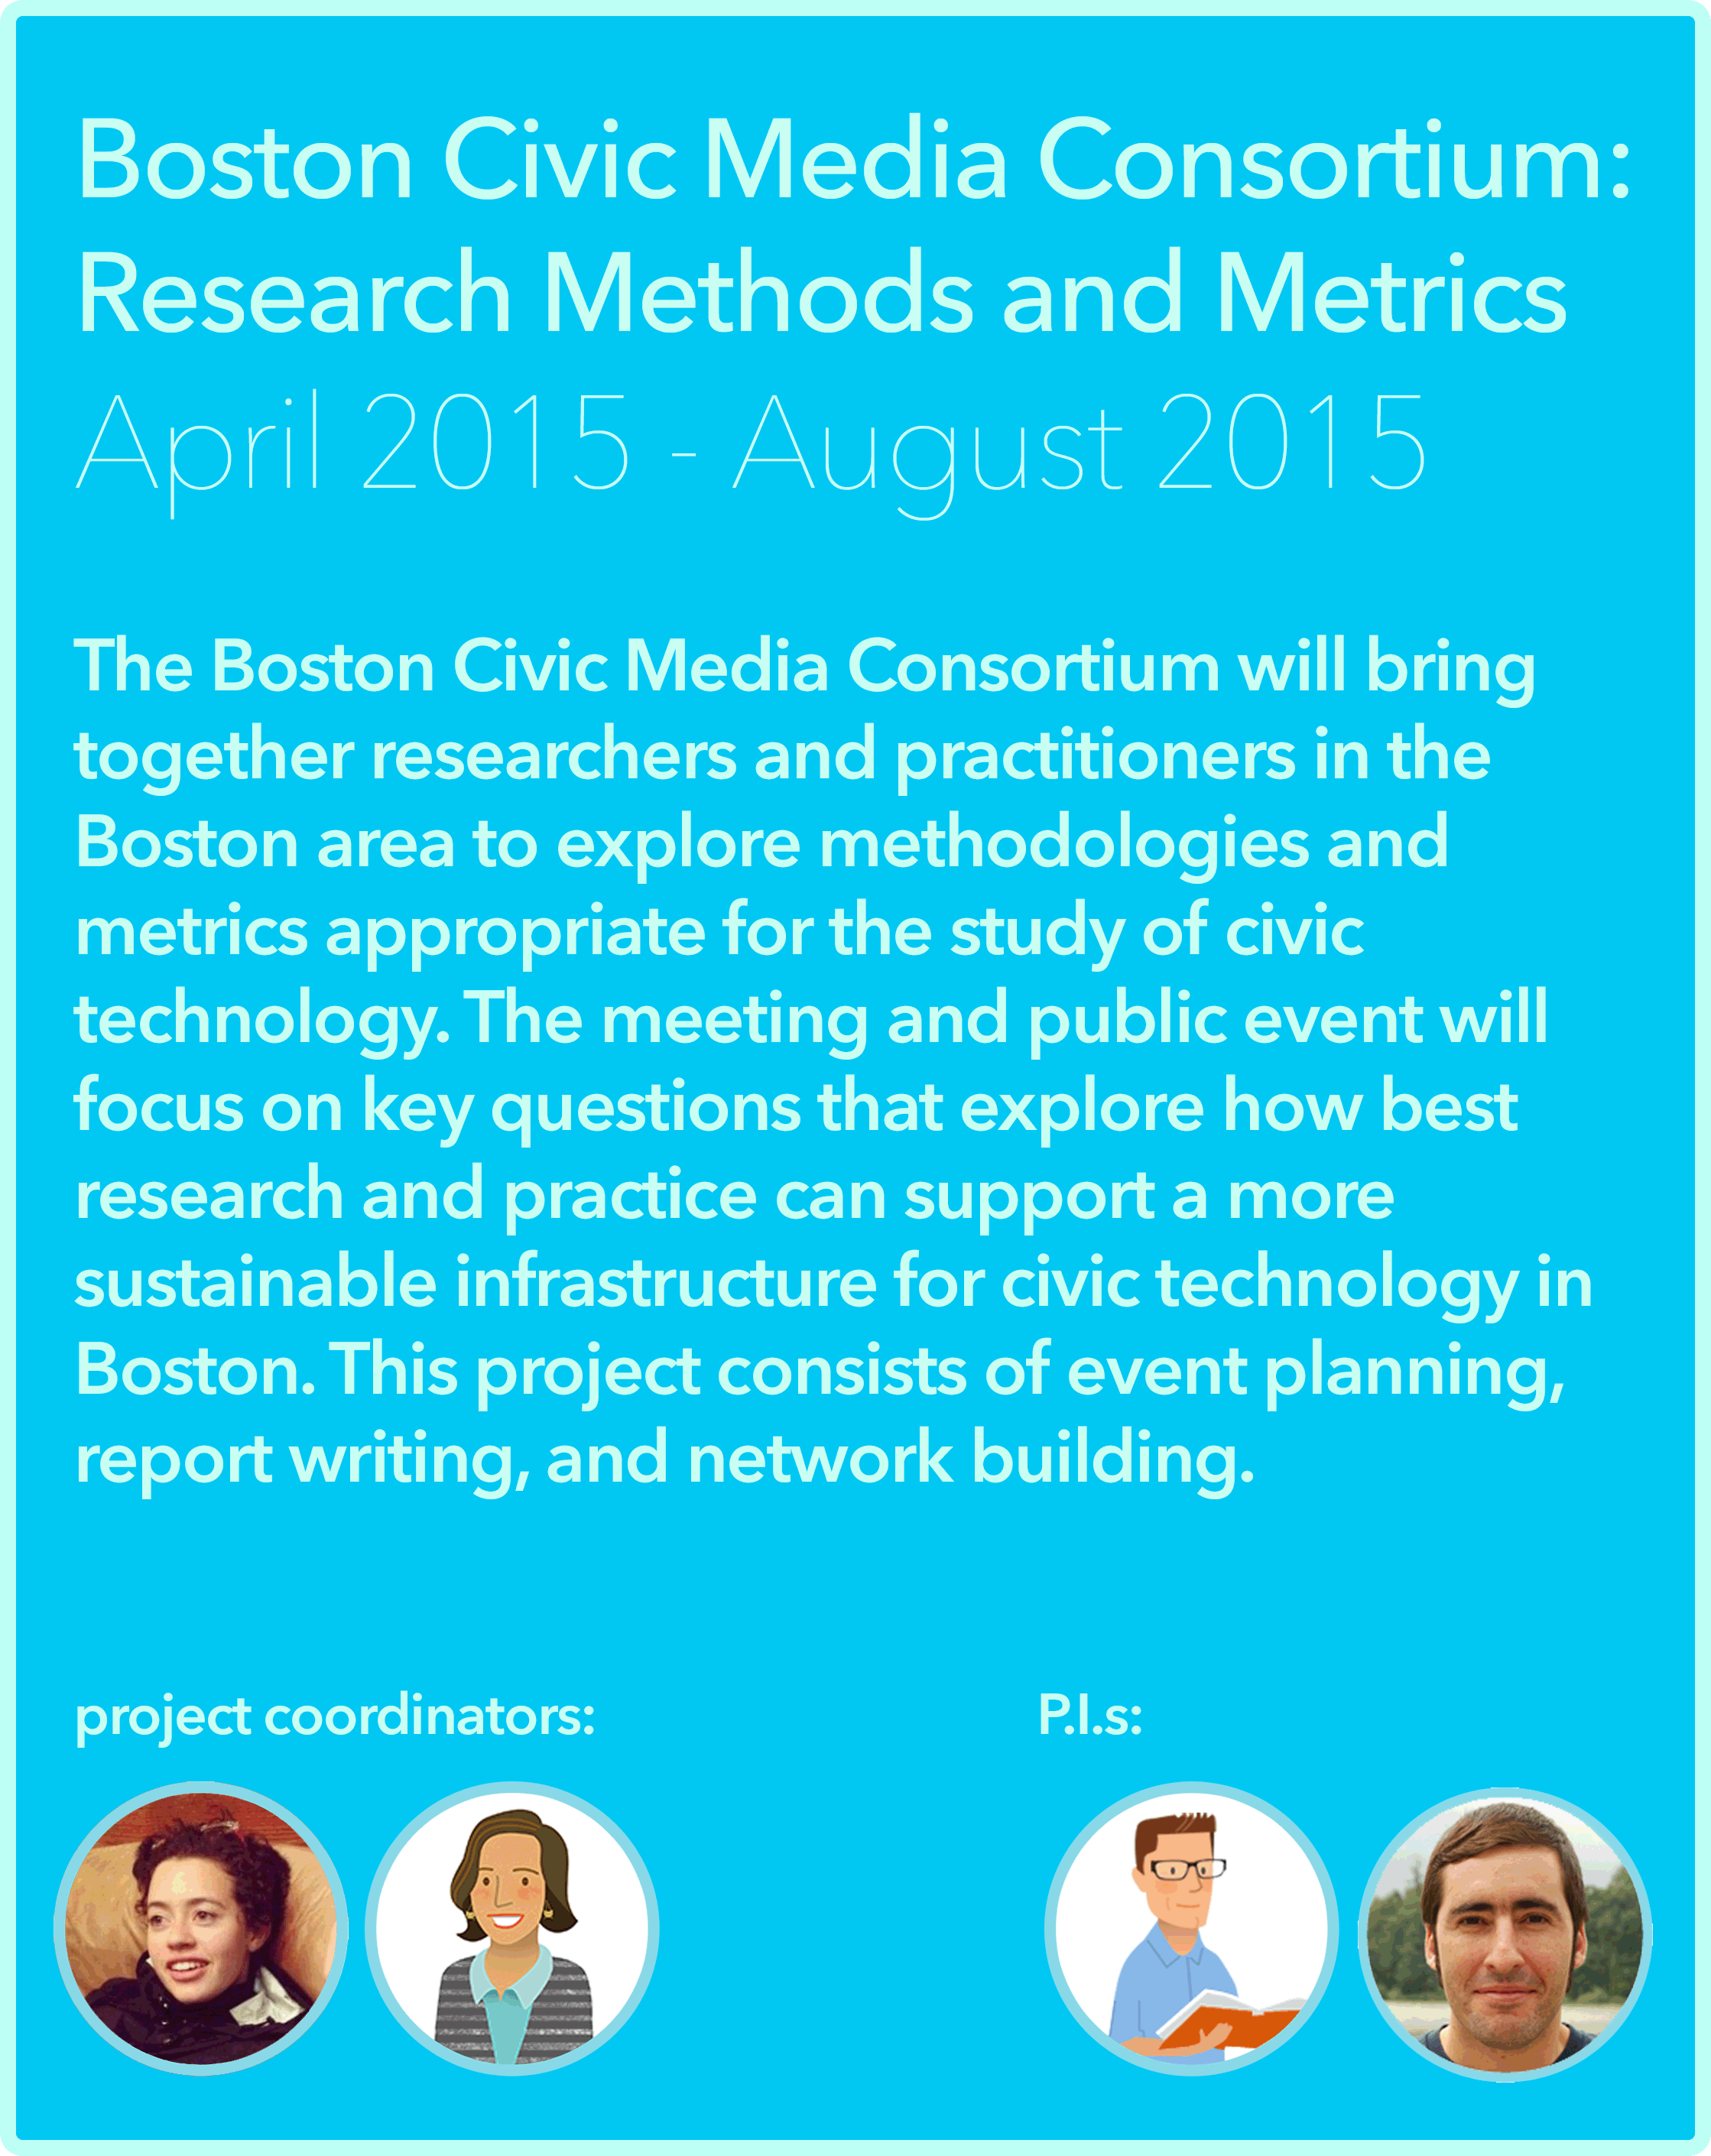 Boston Civic Media Consortium:
Research Methods and Metrics
April 2015 - August 2015
The Boston Civic Media Consortium will bring
together researchers and practitioners in the
Boston area to explore methodologies and
metrics appropriate for the study of civic
technology. The meeting and public event will
focus on key questions that explore how best
research and practice can support a more
sustainable infrastructure for civic technology in
Boston. This project consists of event planning,
report writing, and network building.
project coordinators:
P.I.s: